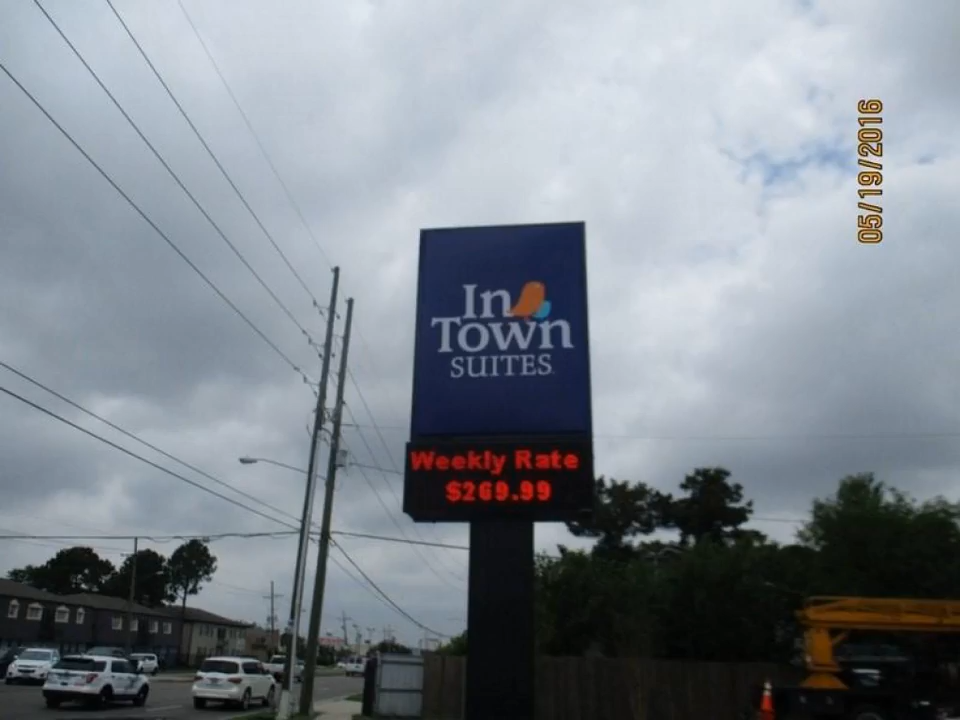 05/19/2016
In
Town
SUITES
Weekly Rate
$269.99